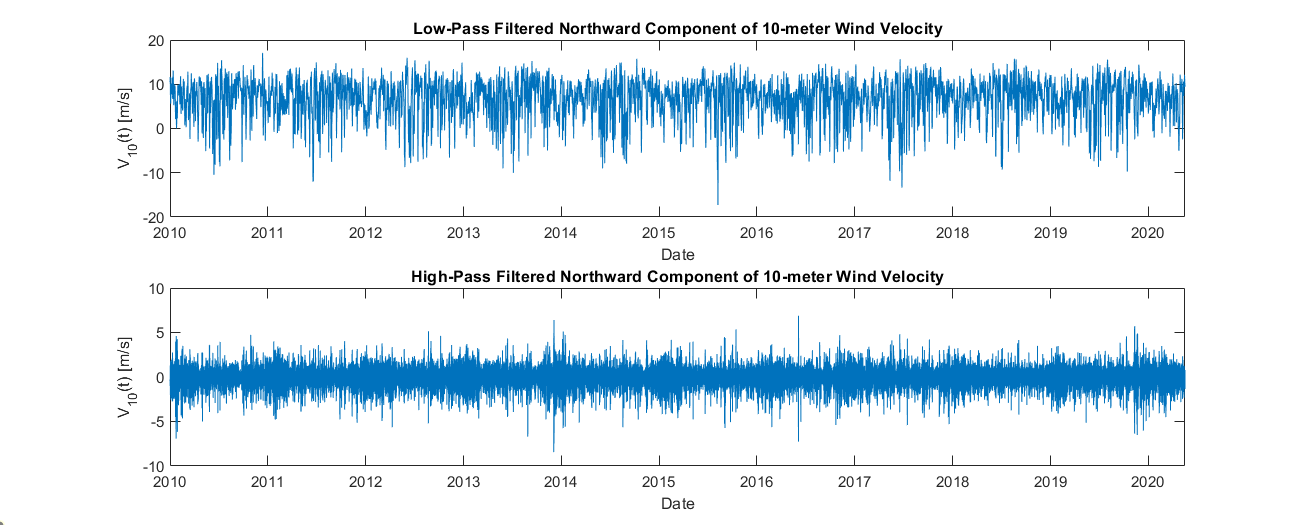 Low-Pass Filtered Northward Component of 10-meter Wind Velocity
20
10
0
-10
-20
V10(t) [m/s]
2010 2011 2012 2013 2014 2015 2016 2017 2018 2019 2020
Date
High-Pass Filtered Northward Component of 10-meter Wind Velocity
10
5
0
-5
-10
V10(t) [m/s]
2010 2011 2012 2013 2014 2015 2016 2017 2018 2019 2020
Date